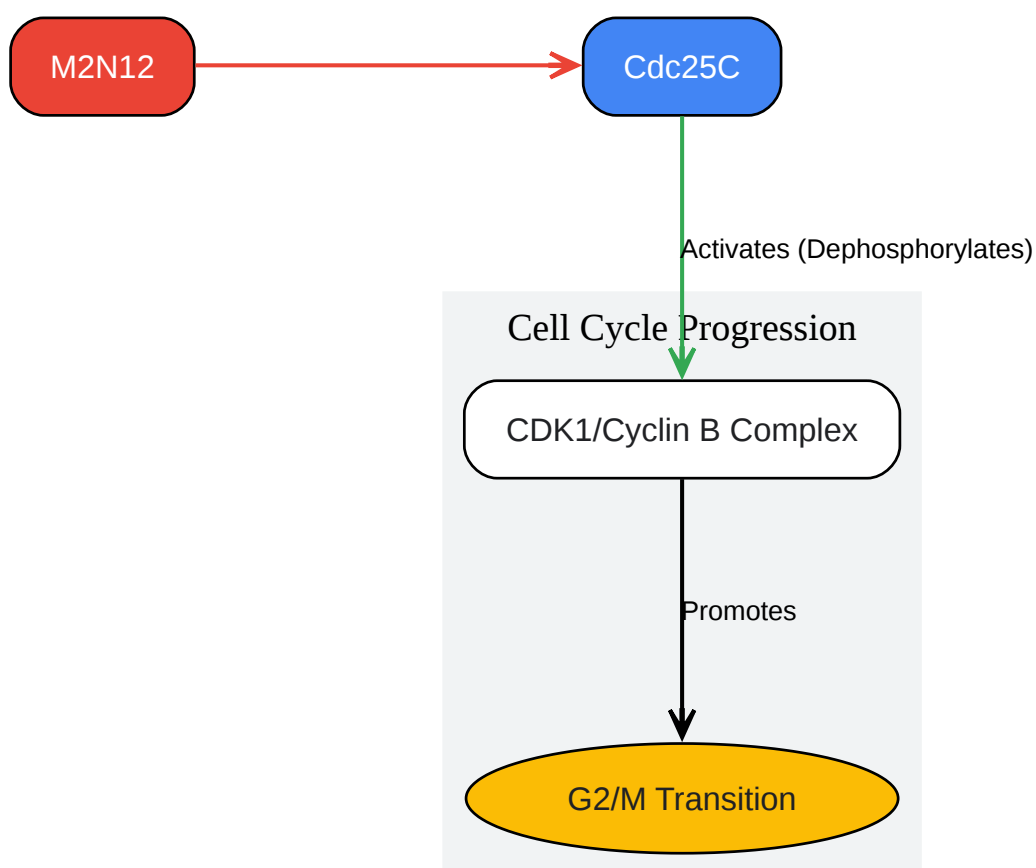 M2N12
Cdc25C
Activates (Dephosphorylates)
Cell Cycle Progression
CDK1/Cyclin B Complex
Promotes
G2/M Transition